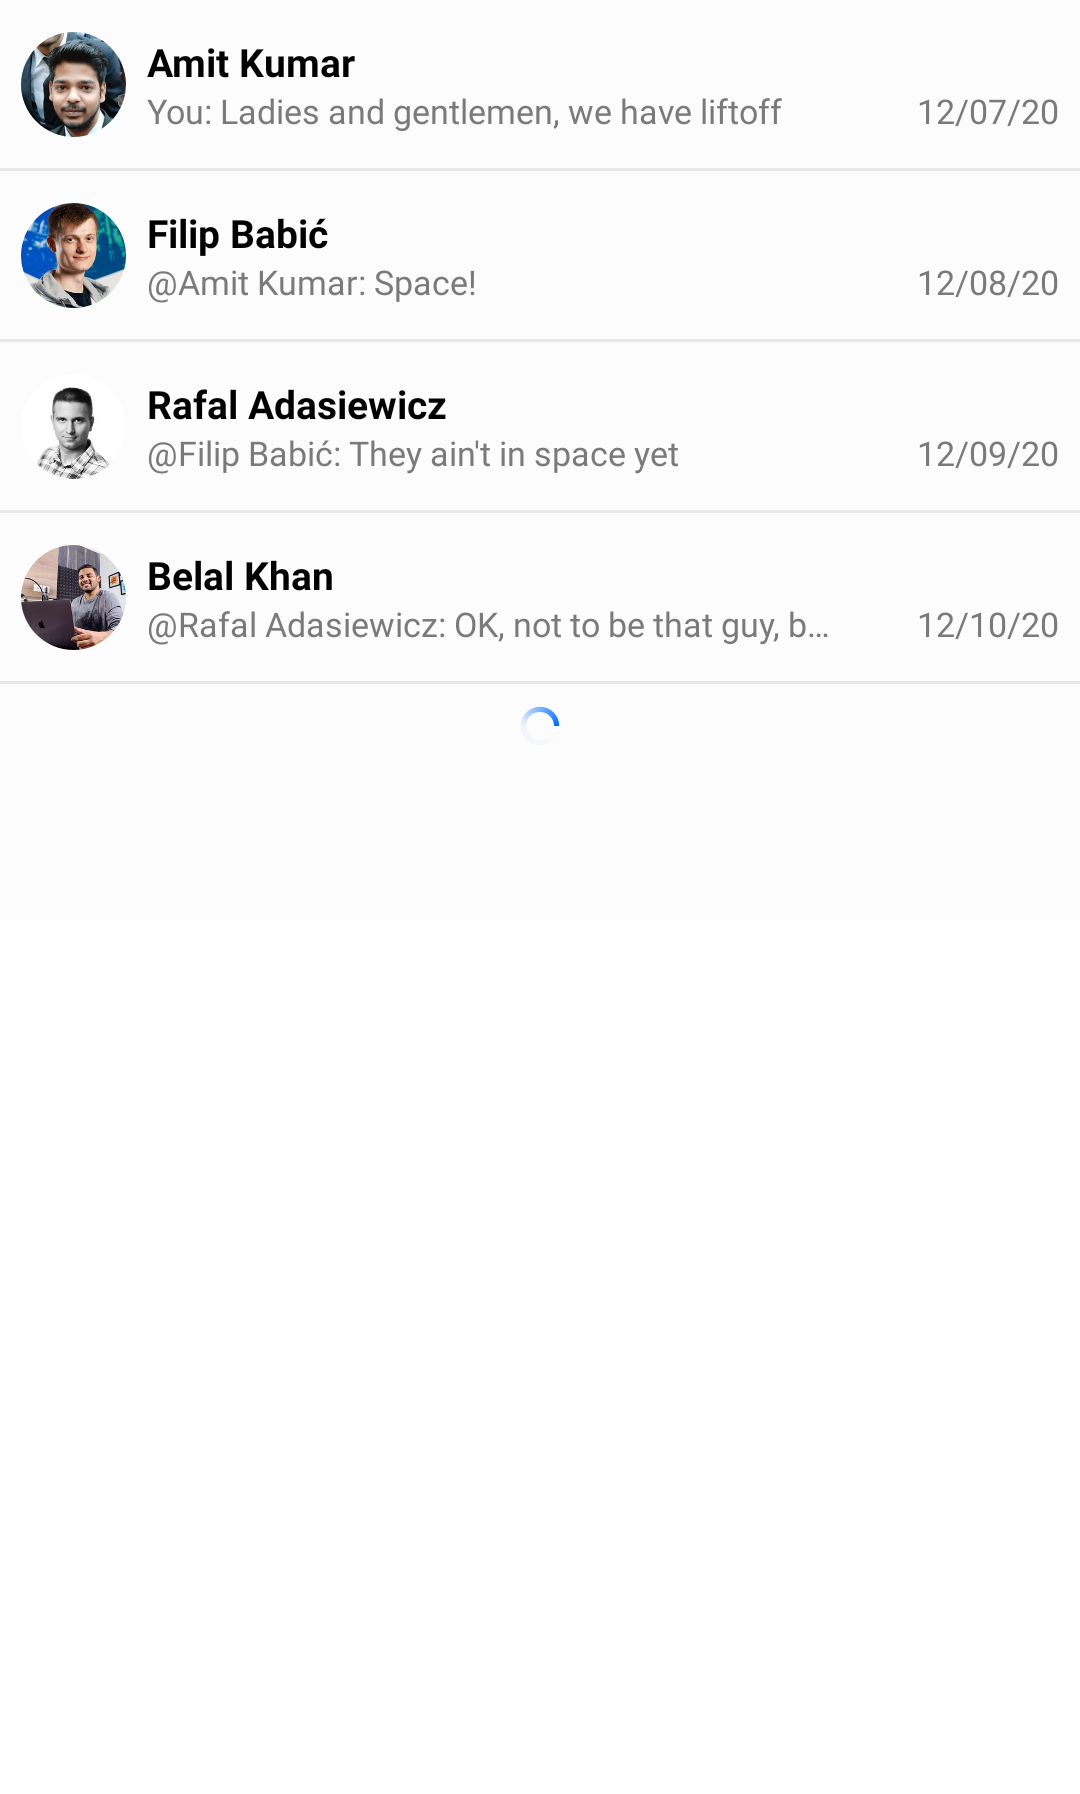 Amit Kumar
You: Ladies and gentlemen, we have liftoff 12/07/20
Filip Babić
@Amit Kumar: Space! 12/08/20
Rafal Adasiewicz
@Filip Babić: They ain't in space yet 12/09/20
Belal Khan
@Rafal Adasiewicz: OK, not to be that guy, b… 12/10/20